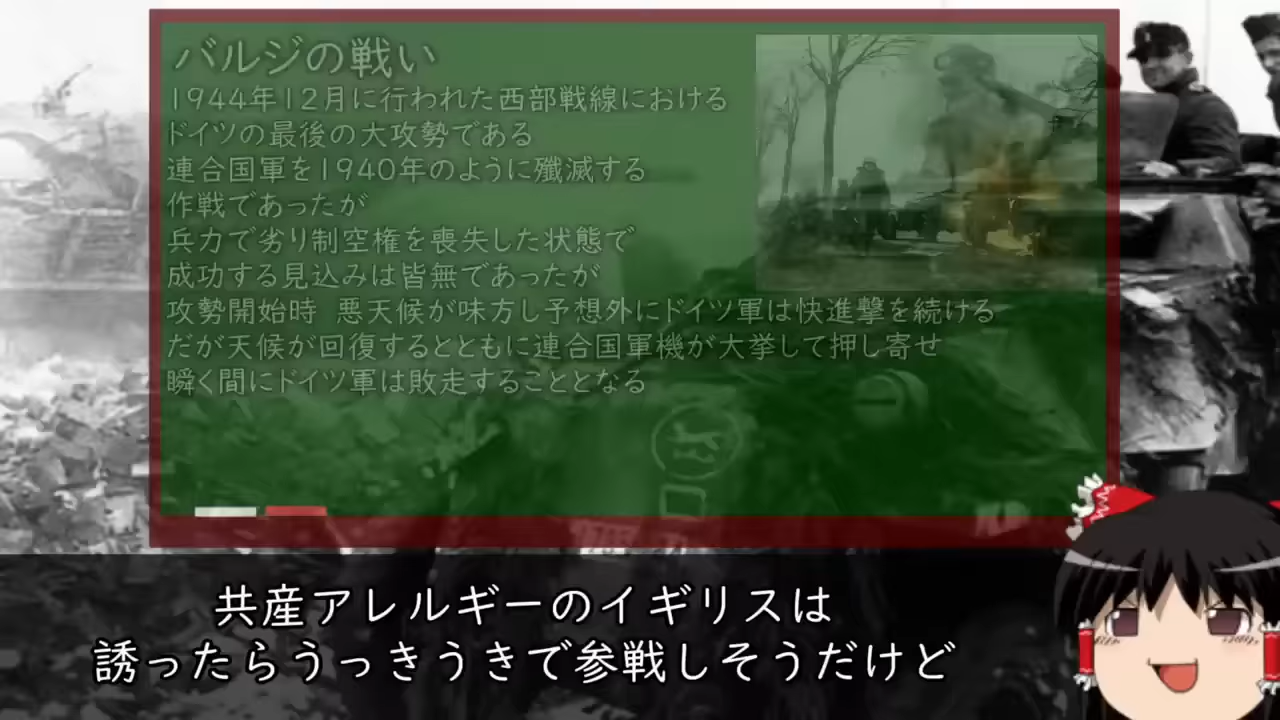 バルジの戦い
1944年12月に行われた西部戦線における
ドイツの最後の大攻勢である
連合国軍を1940年のように殲滅する
作戦であったが
兵力で劣り制空権を喪失した状態で
成功する見込みは皆無であったが
攻勢開始時 悪天候が味方し予想外にドイツ軍は快進撃を続ける
だが天候が回復するとともに連合国軍機が大挙して押し寄せ
瞬く間にドイツ軍は敗走することとなる
共産アレルギーのイギリスは
誘ったらうっきうきで参戦しそうだけど